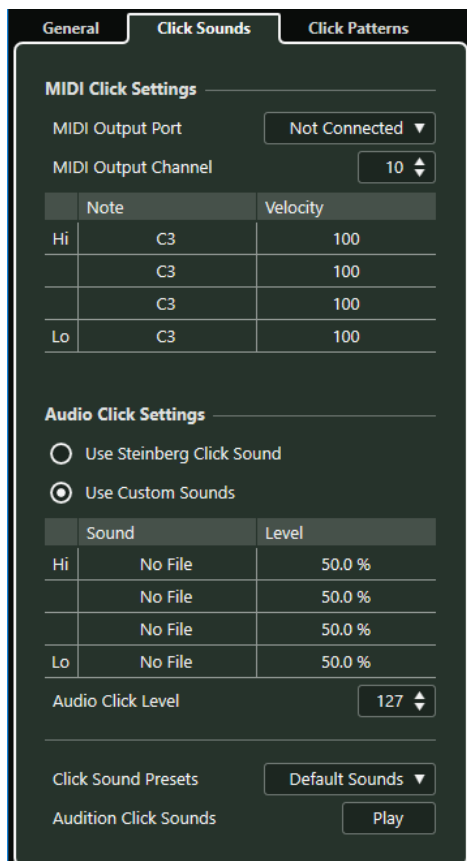 General Click Sounds Click Patterns
MIDI Click Settings
MIDI Output Port Not Connected
MIDI Output Channel 10
Note Velocity
Hi C3 100
C3 100
C3 100
Lo C3 100
Audio Click Settings
Use Steinberg Click Sound
Use Custom Sounds
Sound Level
Hi No File 50.0 %
No File 50.0 %
No File 50.0 %
Lo No File 50.0 %
Audio Click Level 127
Click Sound Presets Default Sounds
Audition Click Sounds Play